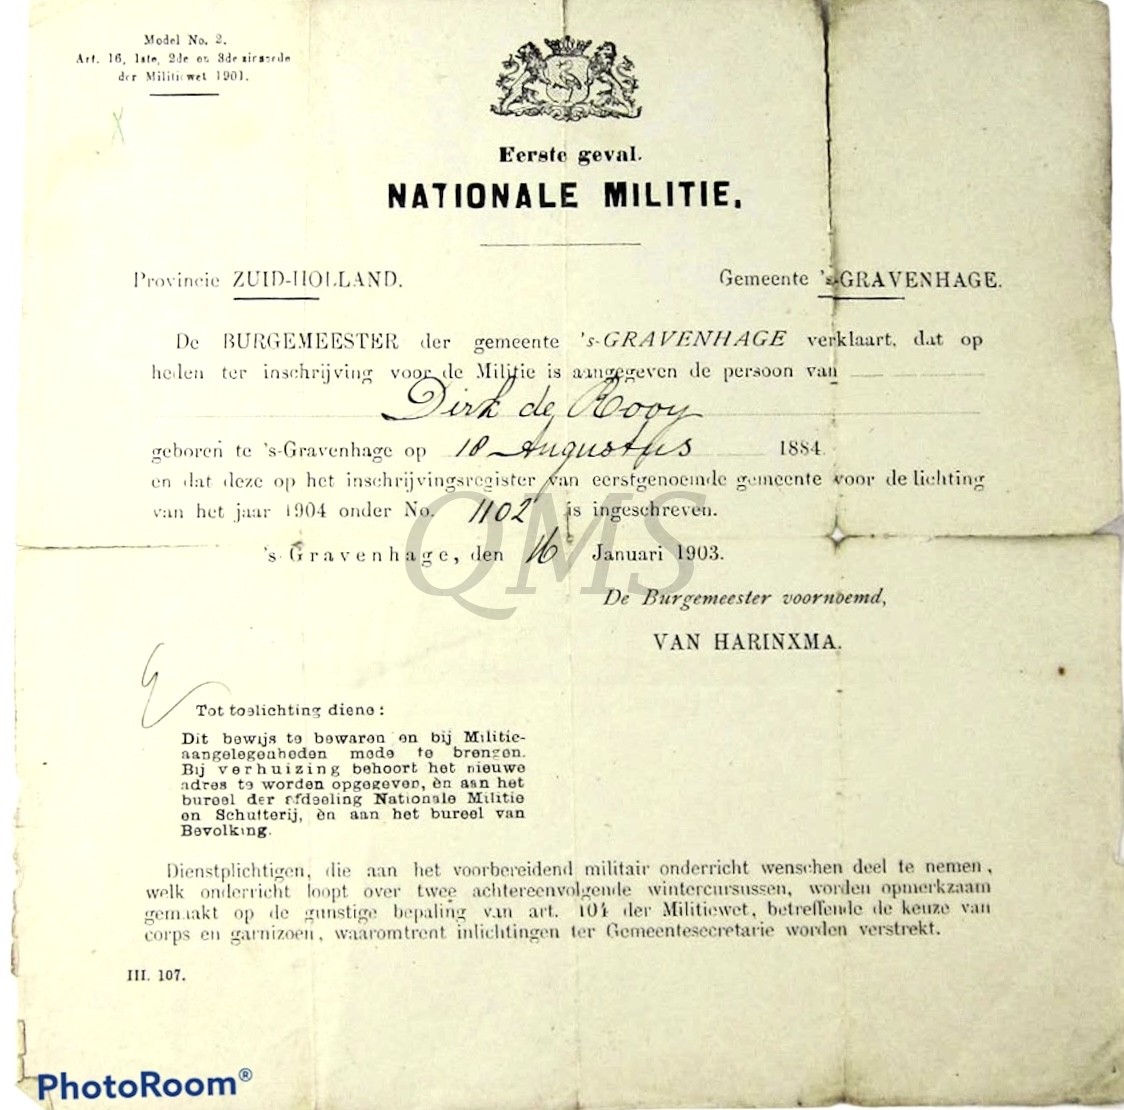 Model No. 2.
Art. 16, 1ste, 2de en 3de zinsnede
der Militiewet 1901.
Eerste geval.
NATIONALE MILITIE.
Provincie ZUID-HOLLAND.
Gemeente 's-GRAVENHAGE.
De BURGEMEESTER der gemeente 's-GRAVENHAGE verklaart, dat op
heden ter inschrijving voor de Militie is aangegeven de persoon van
Dirk de Rooy
geboren te 's-Gravenhage op 18 Augustus 1884
en dat deze op het inschrijvingsregister van eerstgenoemde gemeente voor de lichting
van het jaar 1904 onder No. 1102 is ingeschreven.
's Gravenhage, den 16 Januari 1903.
De Burgemeester voornoemd,
VAN HARINXMA.
QMS
Tot toelichting diene:
Dit bewijs te bewaren en bij Militie-
aangelegenheden mede te brengen.
Bij verhuizing behoort het nieuwe
adres te worden opgegeven, èn aan het
bureel der afdeeling Nationale Militie
en Schutterij, èn aan het bureel van
Bevolking.
Dienstplichtigen, die aan het voorbereidend militair onderricht wenschen deel te nemen,
welk onderricht loopt over twee achtereenvolgende wintercursussen, worden opmerkzaam
gemaakt op de gunstige bepaling van art. 104 der Militiewet, betreffende de keuze van
corps en garnizoen, waaromtrent inlichtingen ter Gemeentesecretarie worden verstrekt.
III. 107.
PhotoRoom®